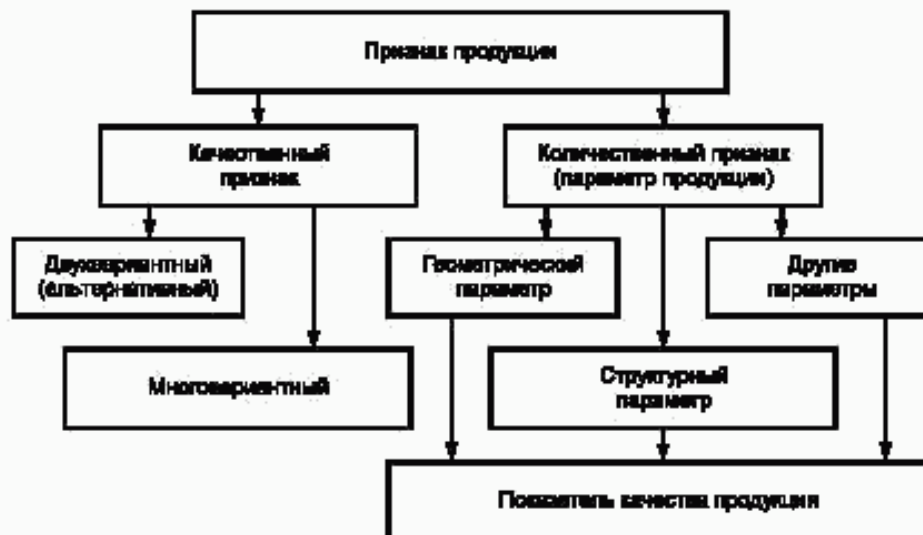 Признак продукции
Качественный
признак
Количественный признак
(параметр продукции)
Двухвариантный
(альтернативный)
Геометрический
параметр
Другие
параметры
Многовариантный
Структурный
параметр
Показатель качества продукции